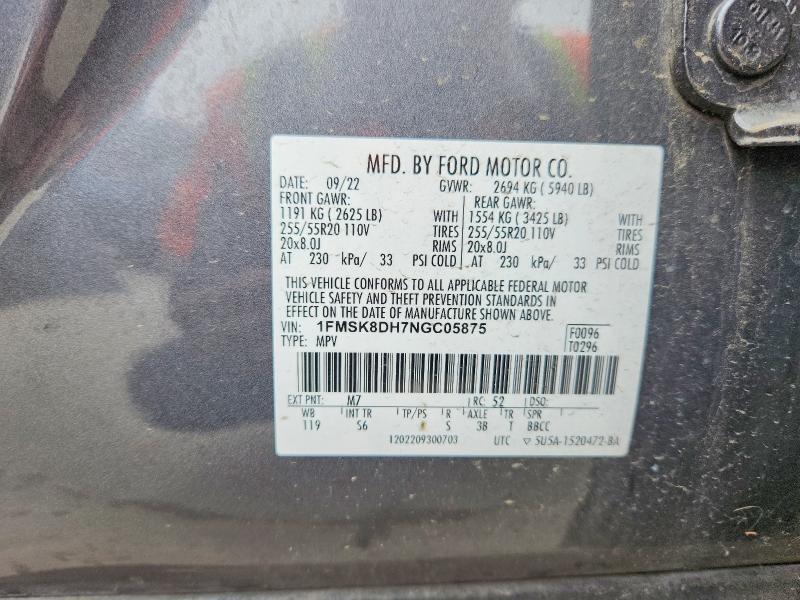 MFD. BY FORD MOTOR CO.
DATE: 09/22 GVWR: 2694 KG ( 5940 LB)
FRONT GAWR: REAR GAWR:
1191 KG ( 2625 LB) WITH 1554 KG ( 3425 LB) WITH
255/55R20 110V TIRES 255/55R20 110V TIRES
20x8.0J RIMS 20x8.0J RIMS
AT 230 kPa/ 33 PSI COLD AT 230 kPa/ 33 PSI COLD
THIS VEHICLE CONFORMS TO ALL APPLICABLE FEDERAL MOTOR
VEHICLE SAFETY AND THEFT PREVENTION STANDARDS IN
EFFECT ON THE DATE OF MANUFACTURE SHOWN ABOVE.
VIN: 1FMSK8DH7NGC05875 F0096
TYPE: MPV T0296
EXT PNT: M7 RC: 52 DSO:
WB INT TR TP/PS R AXLE TR SPR
119 S6 S 3B T BBCC
1202209300703 UTC ▽ 5U5A-1520472-BA